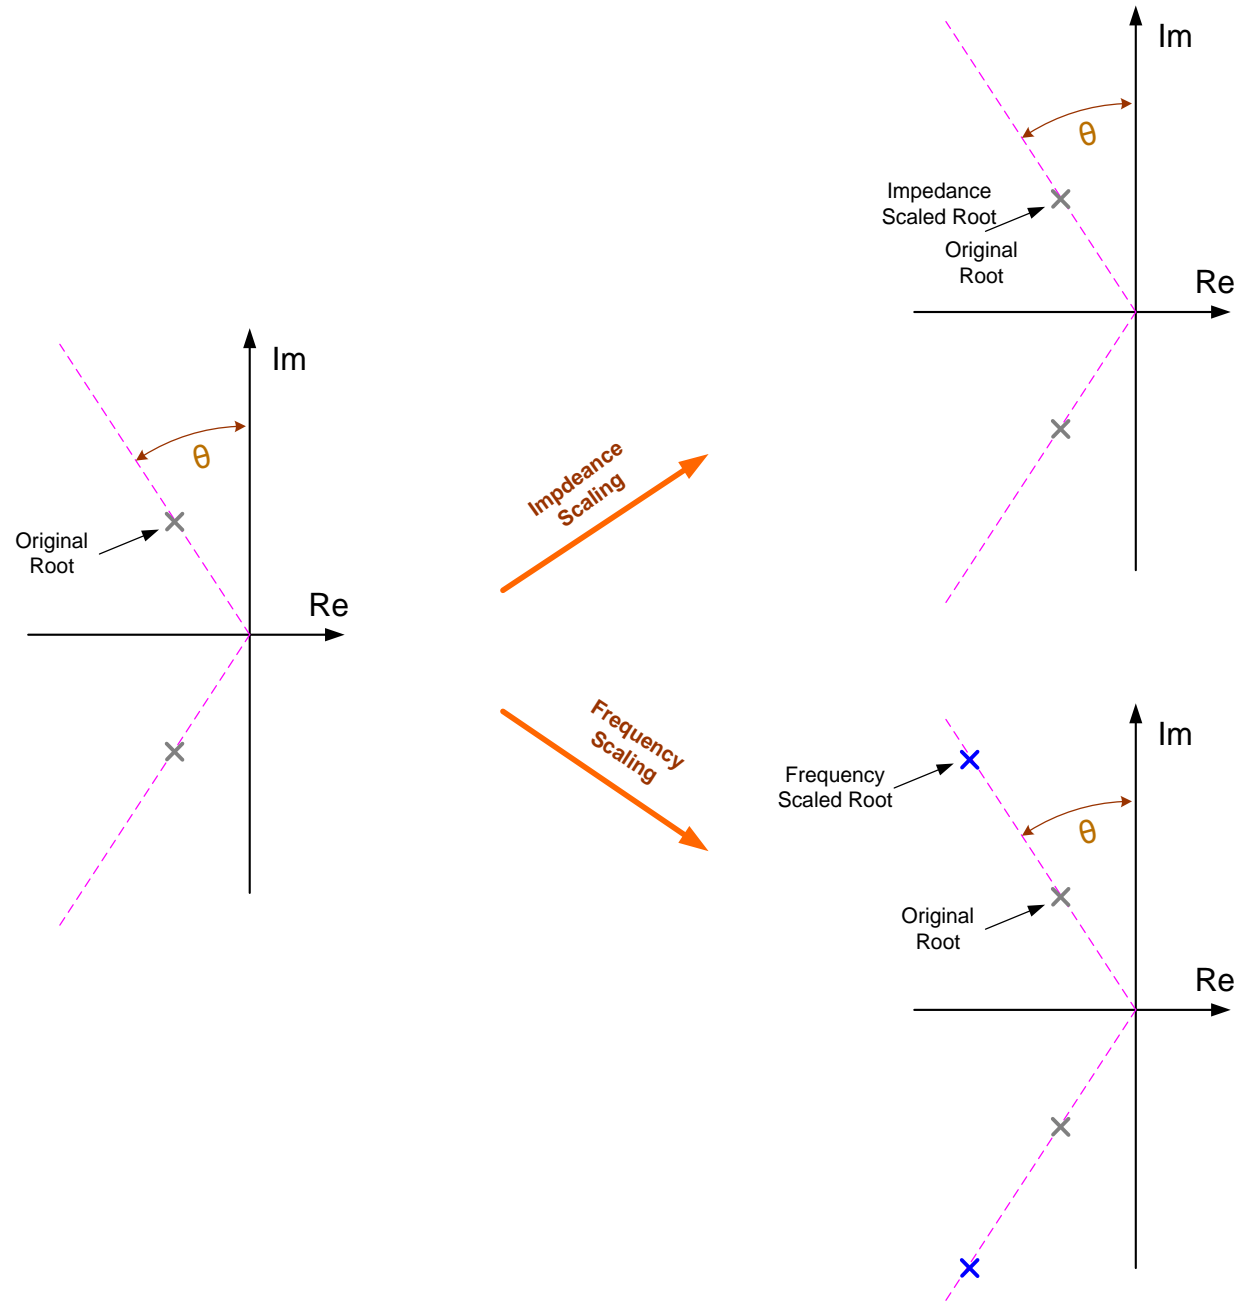 Im
θ
Original
Root
Re
Impdeance
Scaling
Frequency
Scaling
Im
θ
Impedance
Scaled Root
Original
Root
Re
Im
Frequency
Scaled Root
θ
Original
Root
Re